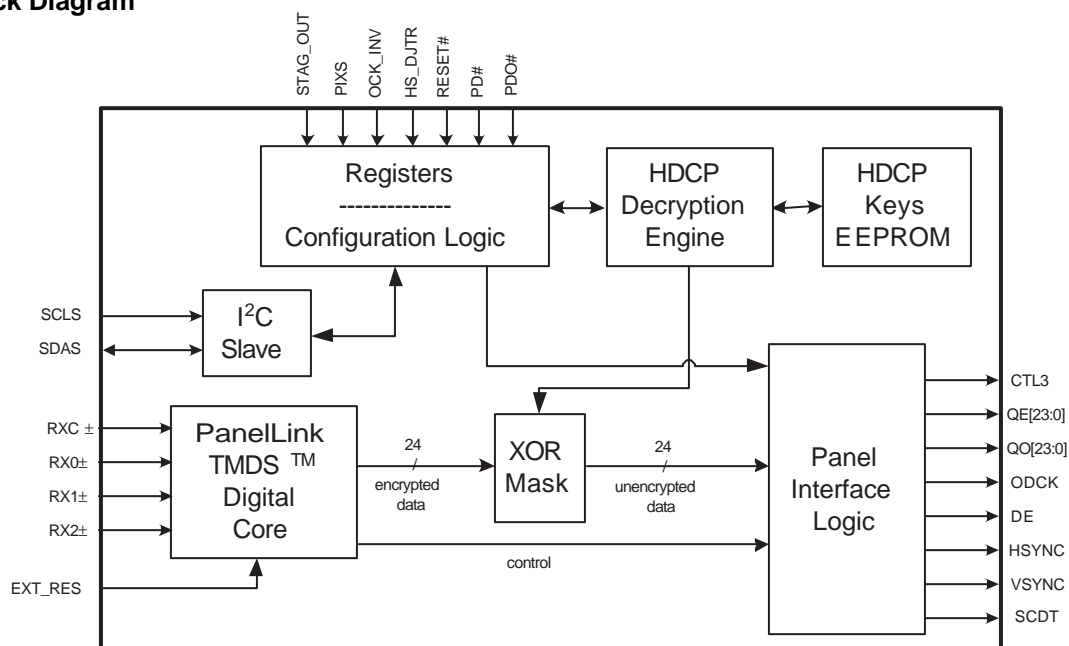 ck Diagram
STAG_OUT
PIXS
OCK_INV
HS_DJTR
RESET#
PD#
PDO#
Registers
--------------
Configuration Logic
HDCP
Decryption
Engine
HDCP
Keys
EEPROM
SCLS
SDAS
I²C
Slave
RXC ±
RX0±
RX1±
RX2±
EXT_RES
PanelLink
TMDS ™
Digital
Core
24
encrypted
data
XOR
Mask
24
unencrypted
data
control
Panel
Interface
Logic
CTL3
QE[23:0]
QO[23:0]
ODCK
DE
HSYNC
VSYNC
SCDT